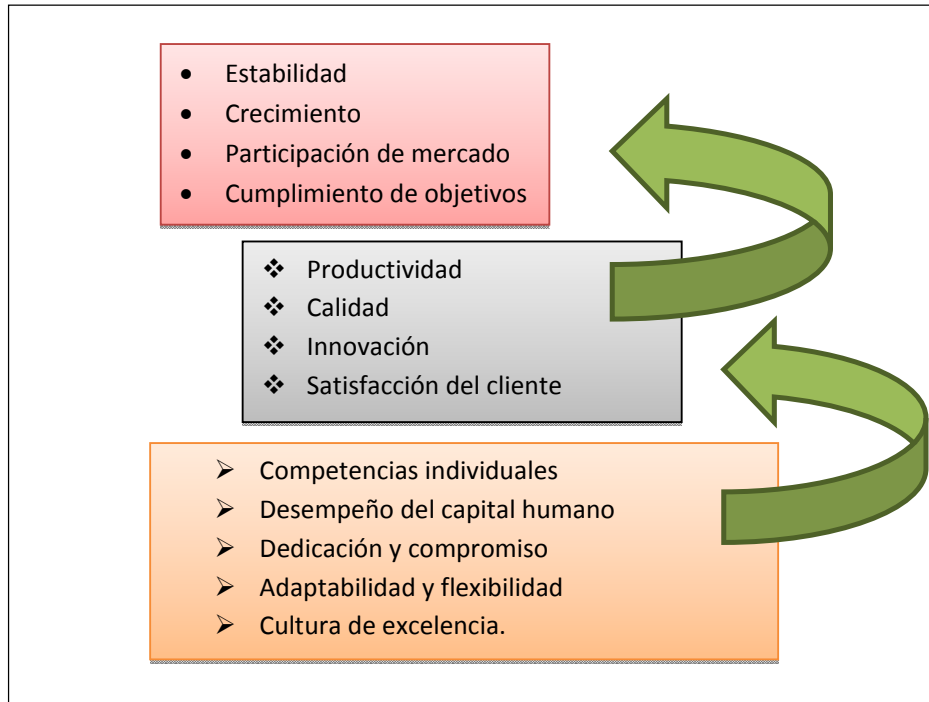 • Estabilidad
• Crecimiento
• Participación de mercado
• Cumplimiento de objetivos
❖ Productividad
❖ Calidad
❖ Innovación
❖ Satisfacción del cliente
➢ Competencias individuales
➢ Desempeño del capital humano
➢ Dedicación y compromiso
➢ Adaptabilidad y flexibilidad
➢ Cultura de excelencia.